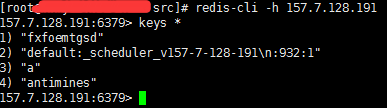 [root@ src]# redis-cli -h 157.7.128.191
157.7.128.191:6379> keys *
1) "fxfoemtgsd"
2) "default:_scheduler_v157-7-128-191\n:932:1"
3) "a"
4) "antimines"
157.7.128.191:6379>